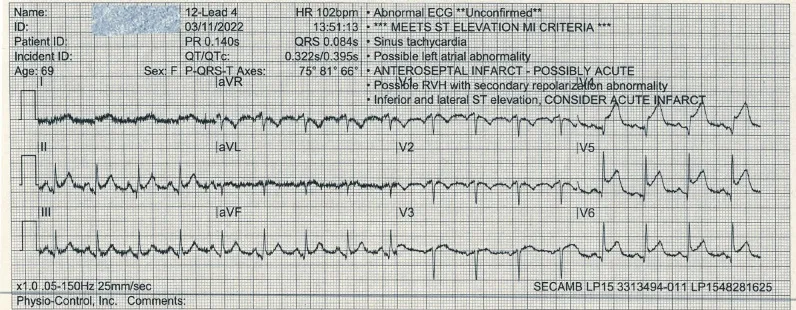 Name: 12-Lead 4 HR 102bpm • Abnormal ECG **Unconfirmed**
ID: 03/11/2022 13:51:13 • *** MEETS ST ELEVATION MI CRITERIA ***
Patient ID: PR 0.140s QRS 0.084s • Sinus tachycardia
Incident ID: QT/QTc: 0.322s/0.395s • Possible left atrial abnormality
Age: 69 Sex: F P-QRS-T Axes: 75° 81° 66° • ANTEROSEPTAL INFARCT - POSSIBLY ACUTE
• Possible RVH with secondary repolarization abnormality
• Inferior and lateral ST elevation, CONSIDER ACUTE INFARCT
I aVR V1 V4
II aVL V2 V5
III aVF V3 V6
x1.0 .05-150Hz 25mm/sec SECAMB LP15 3313494-011 LP1548281625
Physio-Control, Inc. Comments: